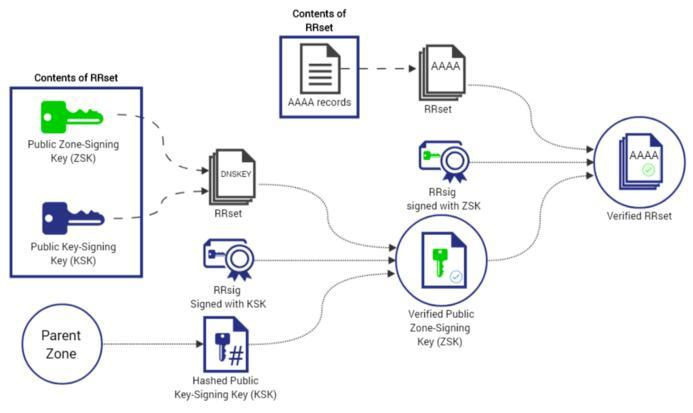 Contents of
RRset
AAAA records
AAAA
RRset
Contents of RRset
Public Zone-Signing
Key (ZSK)
Public Key-Signing
Key (KSK)
DNSKEY
RRset
RRsig
signed with ZSK
AAAA
Verified RRset
RRsig
Signed with KSK
Verified Public
Zone-Signing
Key (ZSK)
Parent
Zone
#
Hashed Public
Key-Signing Key (KSK)